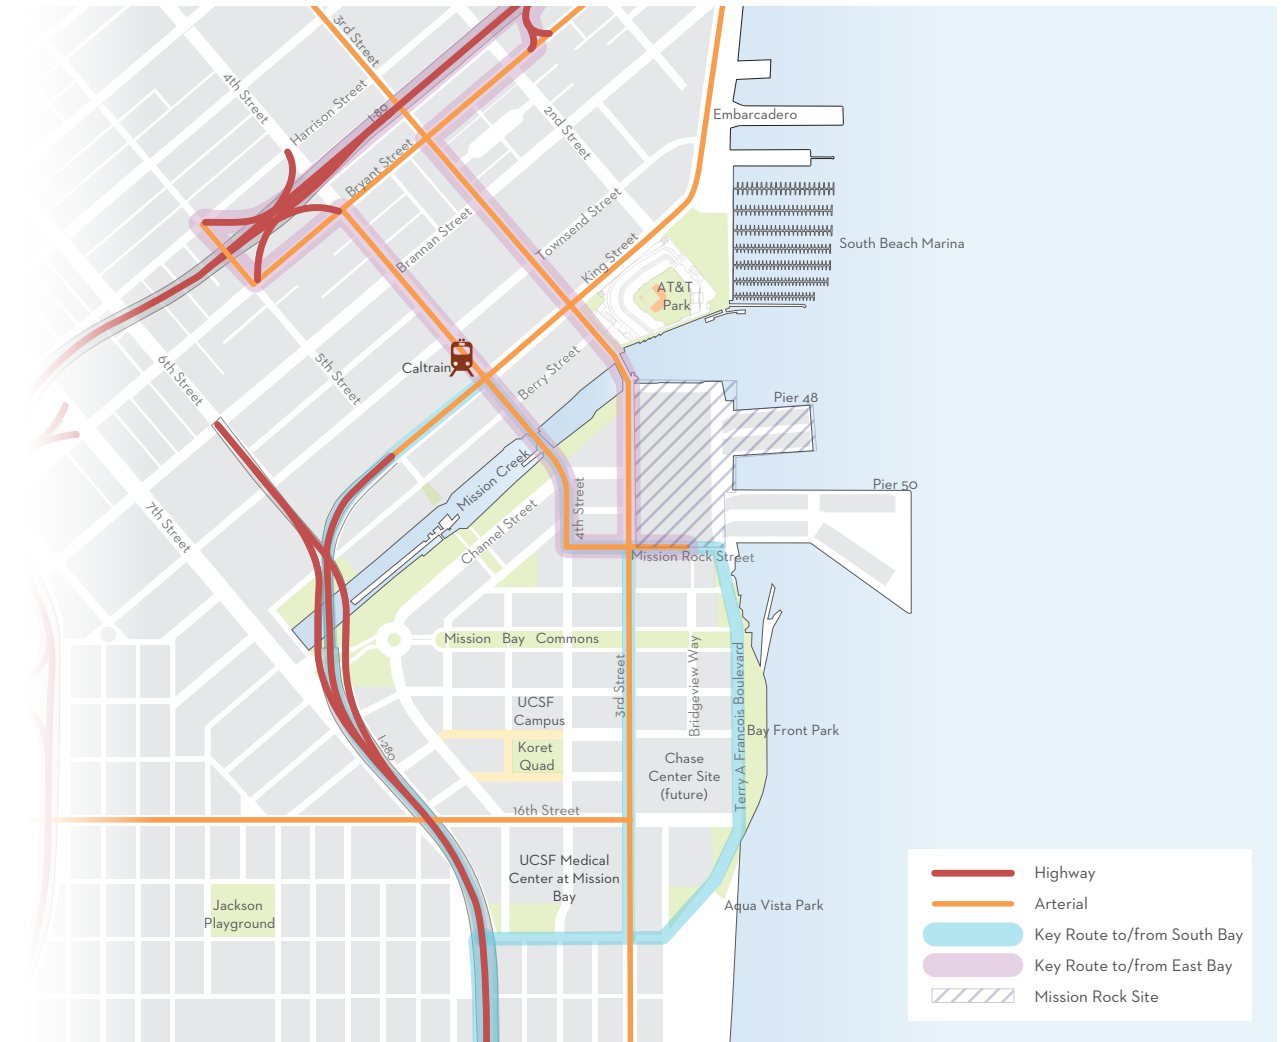 3rd Street
4th Street
Harrison Street
I-80
Bryant Street
2nd Street
Embarcadero
Townsend Street
Brannan Street
King Street
South Beach Marina
AT&T
Park
Caltrain
Berry Street
6th Street
5th Street
Pier 48
Mission Creek
Pier 50
4th Street
7th Street
Channel Street
Mission Rock Street
Mission Bay Commons
Bridgeview Way
3rd Street
Terry A Francois Boulevard
UCSF
Campus
I-280
Bay Front Park
Koret
Quad
Chase
Center Site
(future)
16th Street
UCSF Medical
Center at Mission
Bay
Jackson
Playground
Aqua Vista Park
Highway
Arterial
Key Route to/from South Bay
Key Route to/from East Bay
Mission Rock Site